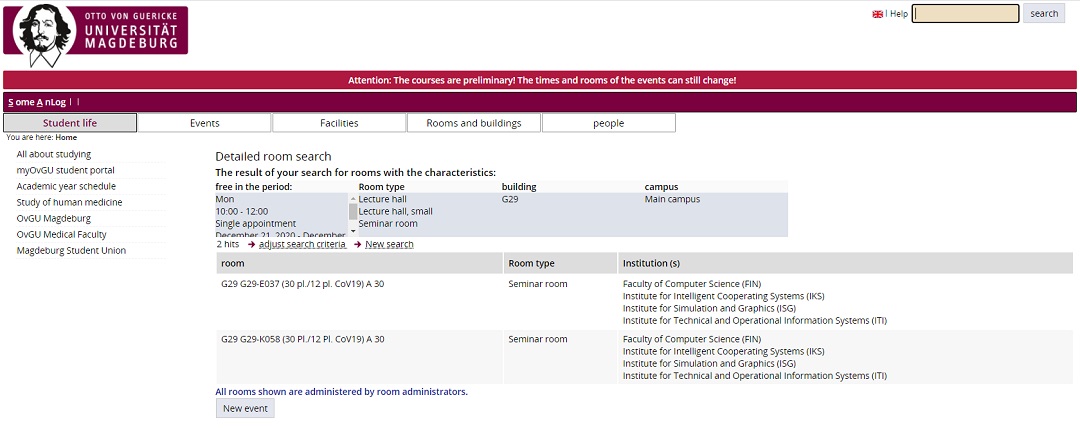 OTTO VON GUERICKE
UNIVERSITÄT
MAGDEBURG
| Help
search
Attention: The courses are preliminary! The times and rooms of the events can still change!
S ome A nLog | |
Student life Events Facilities Rooms and buildings people
You are here: Home
All about studying
myOvGU student portal
Academic year schedule
Study of human medicine
OvGU Magdeburg
OvGU Medical Faculty
Magdeburg Student Union
Detailed room search
The result of your search for rooms with the characteristics:
free in the period: Room type building campus
Mon Lecture hall G29 Main campus
10:00 - 12:00 Lecture hall, small
Single appointment Seminar room
December 21, 2020 - December
2 hits adjust search criteria New search
room Room type Institution (s)
G29 G29-E037 (30 pl./12 pl. CoV19) A 30 Seminar room Faculty of Computer Science (FIN)
Institute for Intelligent Cooperating Systems (IKS)
Institute for Simulation and Graphics (ISG)
Institute for Technical and Operational Information Systems (ITI)
G29 G29-K058 (30 Pl./12 Pl. CoV19) A 30 Seminar room Faculty of Computer Science (FIN)
Institute for Intelligent Cooperating Systems (IKS)
Institute for Simulation and Graphics (ISG)
Institute for Technical and Operational Information Systems (ITI)
All rooms shown are administered by room administrators.
New event